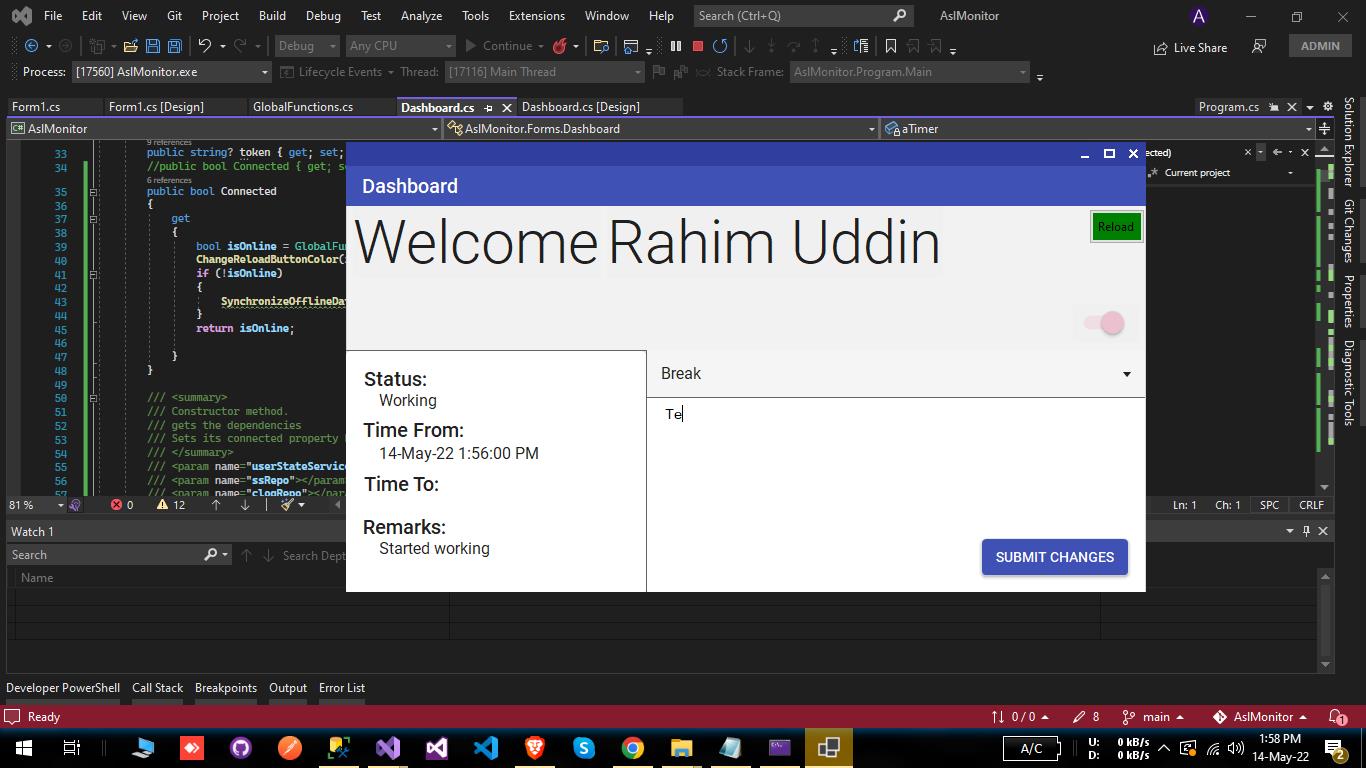 File Edit View Git Project Build Debug Test Analyze Tools Extensions Window Help Search (Ctrl+Q) AslMonitor A
Debug Any CPU Continue Live Share ADMIN
Process: [17560] AslMonitor.exe Lifecycle Events Thread: [17116] Main Thread Stack Frame: AslMonitor.Program.Main
Form1.cs Form1.cs [Design] GlobalFunctions.cs Dashboard.cs Dashboard.cs [Design] Program.cs
C# AslMonitor AslMonitor.Forms.Dashboard aTimer
9 references
33 public string? token { get; set;
34 //public bool Connected { get; se
6 references
35 public bool Connected
36 {
37 get
38 {
39 bool isOnline = GlobalFun
40 ChangeReloadButtonColor(
41 if (!isOnline)
42 {
43 SynchronizeOfflineDa
44 }
45 return isOnline;
46
47 }
48 }
49
50 /// <summary>
51 /// Constructor method.
52 /// gets the dependencies
53 /// Sets its connected property
54 /// </summary>
55 /// <param name="userStateService
56 /// <param name="ssRepo"></param
57 /// <param name="clogRepo"></par
ected)
Current project
Dashboard
Welcome Rahim Uddin
Reload
Status:
Working
Time From:
14-May-22 1:56:00 PM
Time To:
Remarks:
Started working
Break
Te
SUBMIT CHANGES
Solution Explorer
Git Changes
Properties
Diagnostic Tools
81 % 0 12 Ln: 1 Ch: 1 SPC CRLF
Watch 1
Search Search Dept
Name
Developer PowerShell Call Stack Breakpoints Output Error List
Ready 0 / 0 8 main AslMonitor 1
A/C U: 0 kB/s
D: 0 kB/s
1:58 PM
14-May-22
2